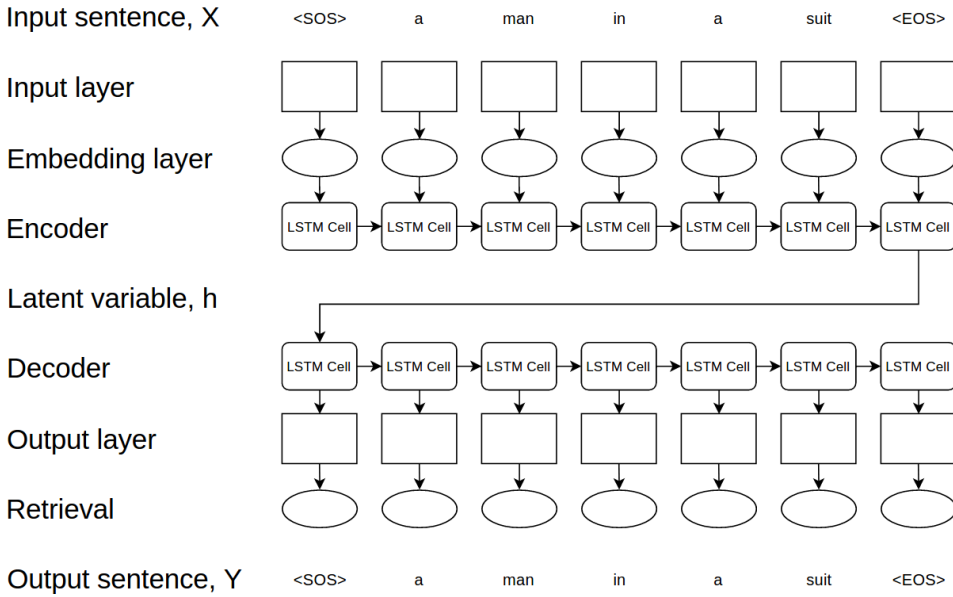 Input sentence, X <SOS> a man in a suit <EOS>
Input layer
Embedding layer
Encoder LSTM Cell LSTM Cell LSTM Cell LSTM Cell LSTM Cell LSTM Cell LSTM Cell
Latent variable, h
Decoder LSTM Cell LSTM Cell LSTM Cell LSTM Cell LSTM Cell LSTM Cell LSTM Cell
Output layer
Retrieval
Output sentence, Y <SOS> a man in a suit <EOS>